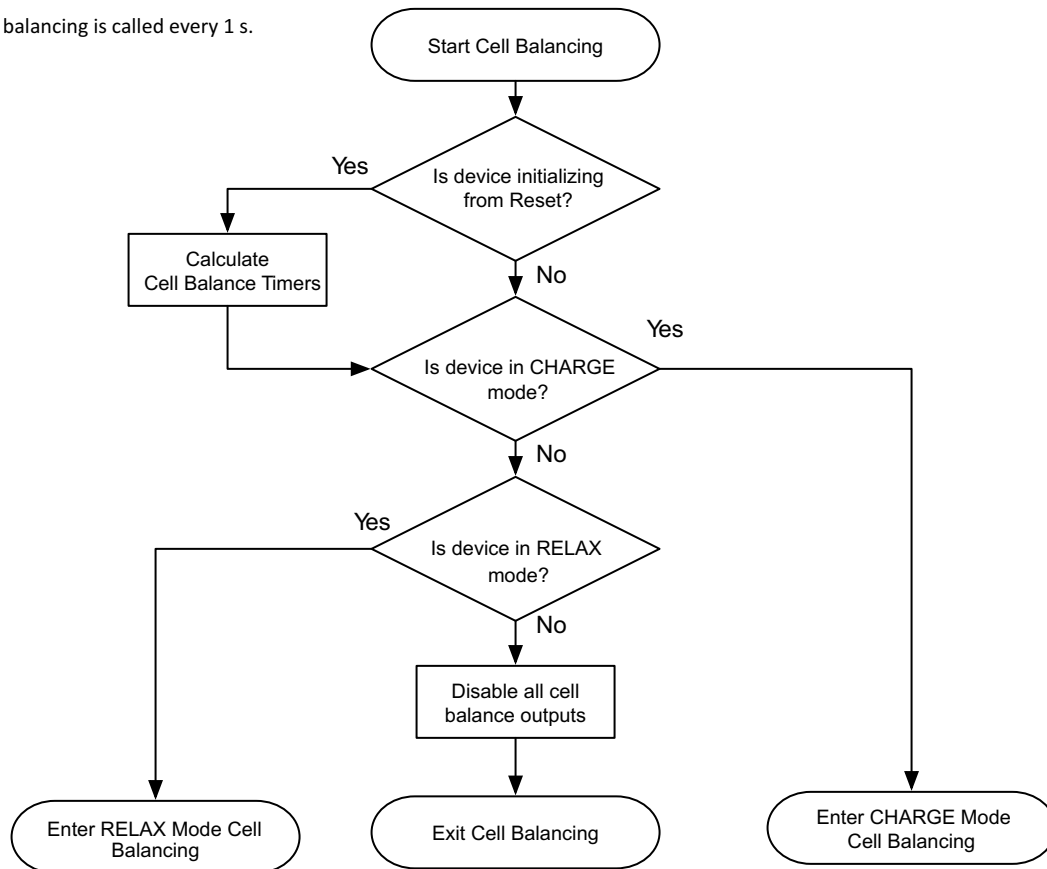 balancing is called every 1 s.
Start Cell Balancing
Yes
Is device initializing
from Reset?
Calculate
Cell Balance Timers
No
Yes
Is device in CHARGE
mode?
No
Yes
Is device in RELAX
mode?
No
Disable all cell
balance outputs
Enter RELAX Mode Cell
Balancing
Exit Cell Balancing
Enter CHARGE Mode
Cell Balancing